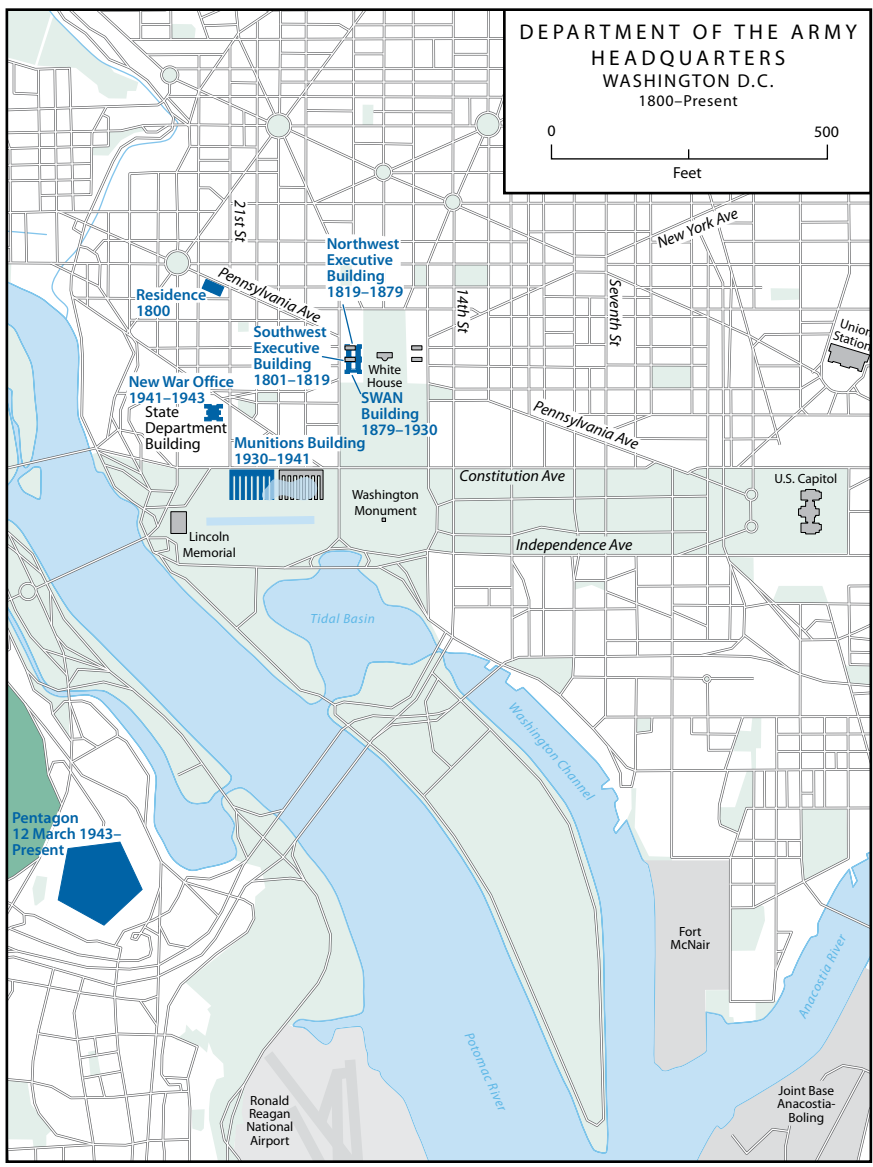 DEPARTMENT OF THE ARMY
HEADQUARTERS
WASHINGTON D.C.
1800–Present
0
500
Feet
21st St
New York Ave
Northwest
Executive
Building
1819–1879
Pennsylvania Ave
Residence
1800
14th St
Seventh St
Union
Station
Southwest
Executive
Building
1801–1819
White
House
New War Office
1941–1943
State
Department
Building
SWAN
Building
1879–1930
Pennsylvania Ave
Munitions Building
1930–1941
Constitution Ave
U.S. Capitol
Washington
Monument
Lincoln
Memorial
Independence Ave
Tidal Basin
Washington Channel
Pentagon
12 March 1943–
Present
Fort
McNair
Anacostia River
Potomac River
Ronald
Reagan
National
Airport
Joint Base
Anacostia-
Boling